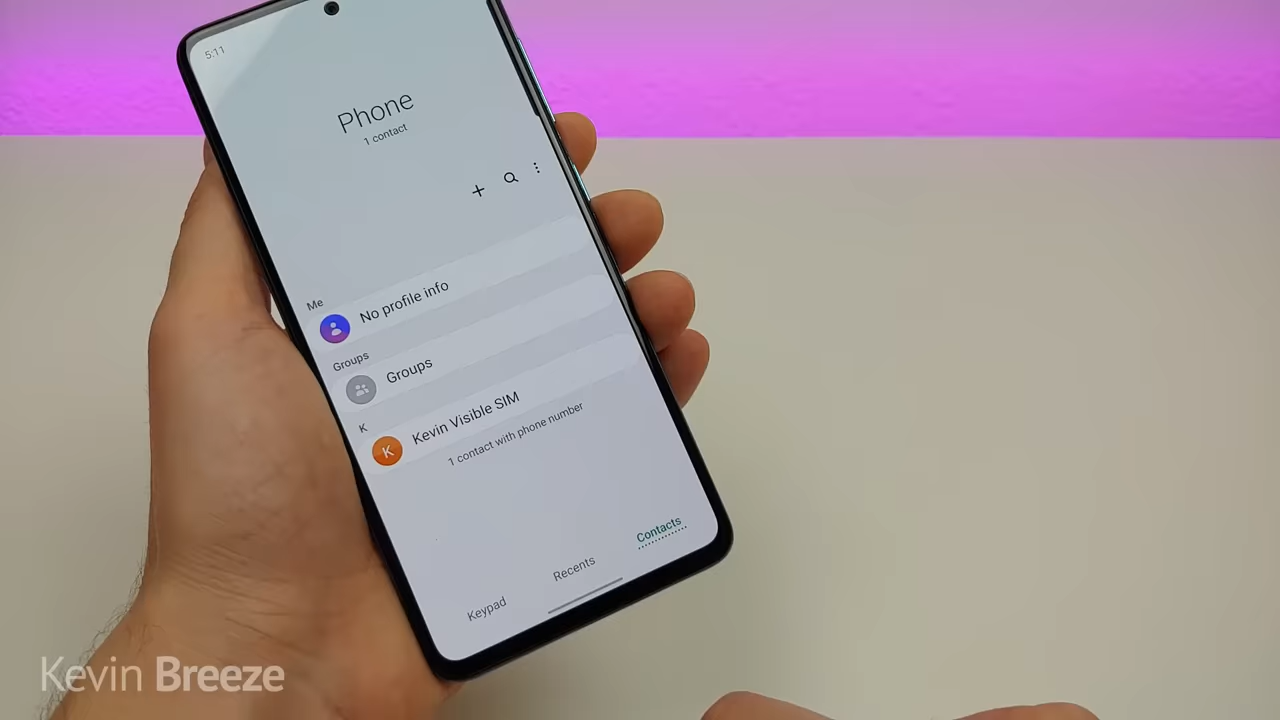 5:11
Phone
1 contact
Me
No profile info
Groups
Groups
K
K
Kevin Visible SIM
1 contact with phone number
Keypad
Recents
Contacts
Kevin Breeze